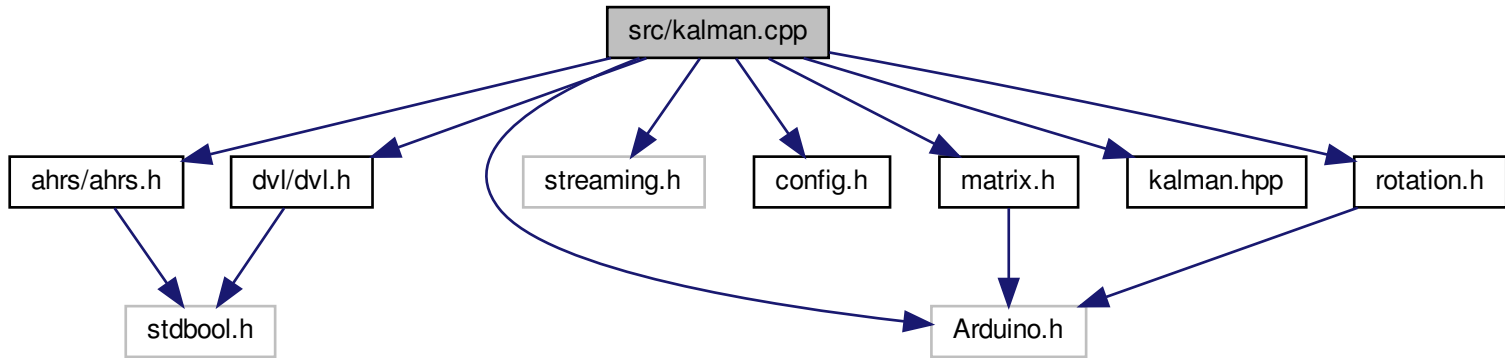 src/kalman.cpp
ahrs/ahrs.h
dvl/dvl.h
streaming.h
config.h
matrix.h
kalman.hpp
rotation.h
stdbool.h
Arduino.h